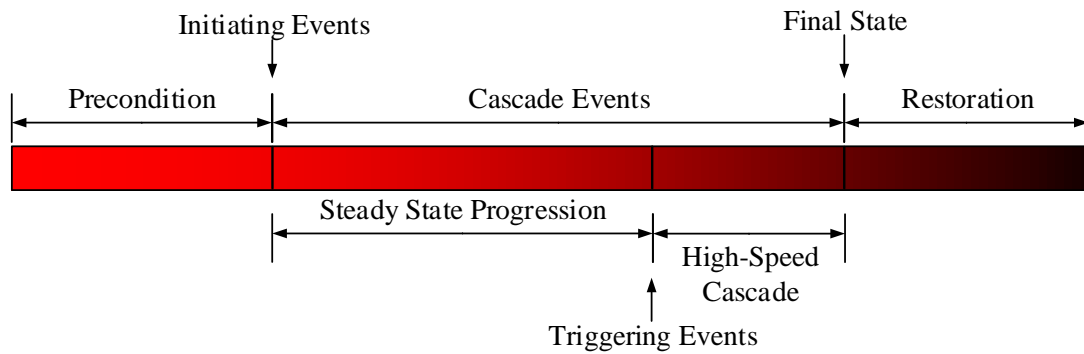 Initiating Events
Final State
Precondition
Cascade Events
Restoration
Steady State Progression
High-Speed
Cascade
Triggering Events